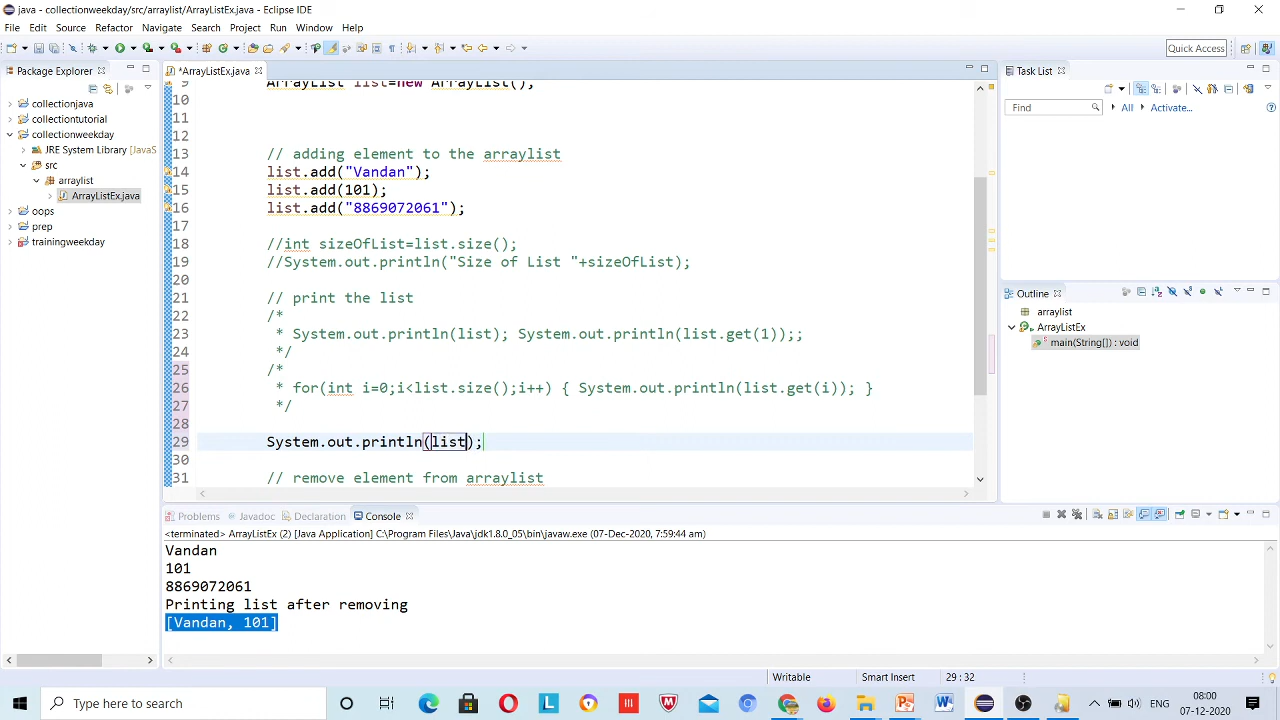 java - collectionweekday/src/arraylist/ArrayListEx.java - Eclipse IDE
File Edit Source Refactor Navigate Search Project Run Window Help
Quick Access
Package Explorer
collectionjava
collectiontutorial
collectionweekday
JRE System Library [JavaS
src
arraylist
ArrayListEx.java
oops
prep
trainingweekday
*ArrayListEx.java
9 ArrayList list=new ArrayList();
10
11
12
13 // adding element to the arraylist
14 list.add("Vandan");
15 list.add(101);
16 list.add("8869072061");
17
18 //int sizeOfList=list.size();
19 //System.out.println("Size of List "+sizeOfList);
20
21 // print the list
22 /*
23 * System.out.println(list); System.out.println(list.get(1));;
24 */
25 /*
26 * for(int i=0;i<list.size();i++) { System.out.println(list.get(i)); }
27 */
28
29 System.out.println(list);
30
31 // remove element from arraylist
Task List
Find All Activate...
Outline
arraylist
ArrayListEx
main(String[]) : void
Problems Javadoc Declaration Console
<terminated> ArrayListEx (2) [Java Application] C:\Program Files\Java\jdk1.8.0_05\bin\javaw.exe (07-Dec-2020, 7:59:44 am)
Vandan
101
8869072061
Printing list after removing
[Vandan, 101]
Writable Smart Insert 29 : 32
Type here to search
ENG
08:00
07-12-2020